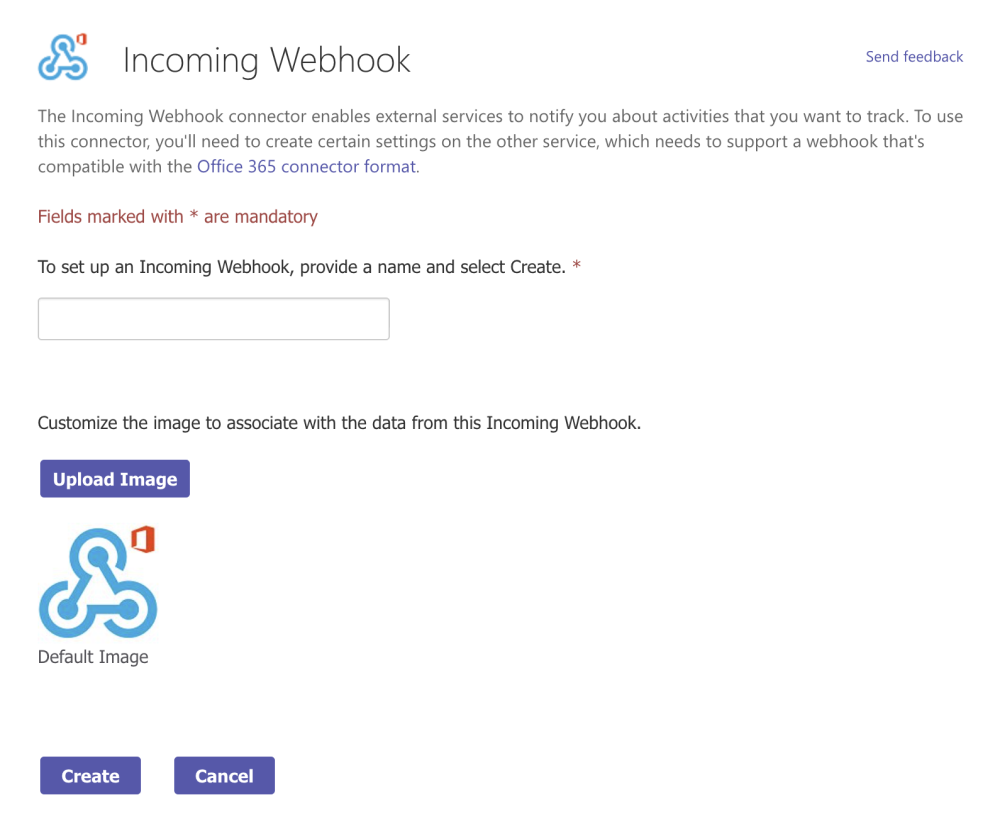 Incoming Webhook
Send feedback
The Incoming Webhook connector enables external services to notify you about activities that you want to track. To use
this connector, you'll need to create certain settings on the other service, which needs to support a webhook that's
compatible with the Office 365 connector format.
Fields marked with * are mandatory
To set up an Incoming Webhook, provide a name and select Create. *
Customize the image to associate with the data from this Incoming Webhook.
Upload Image
Default Image
Create
Cancel